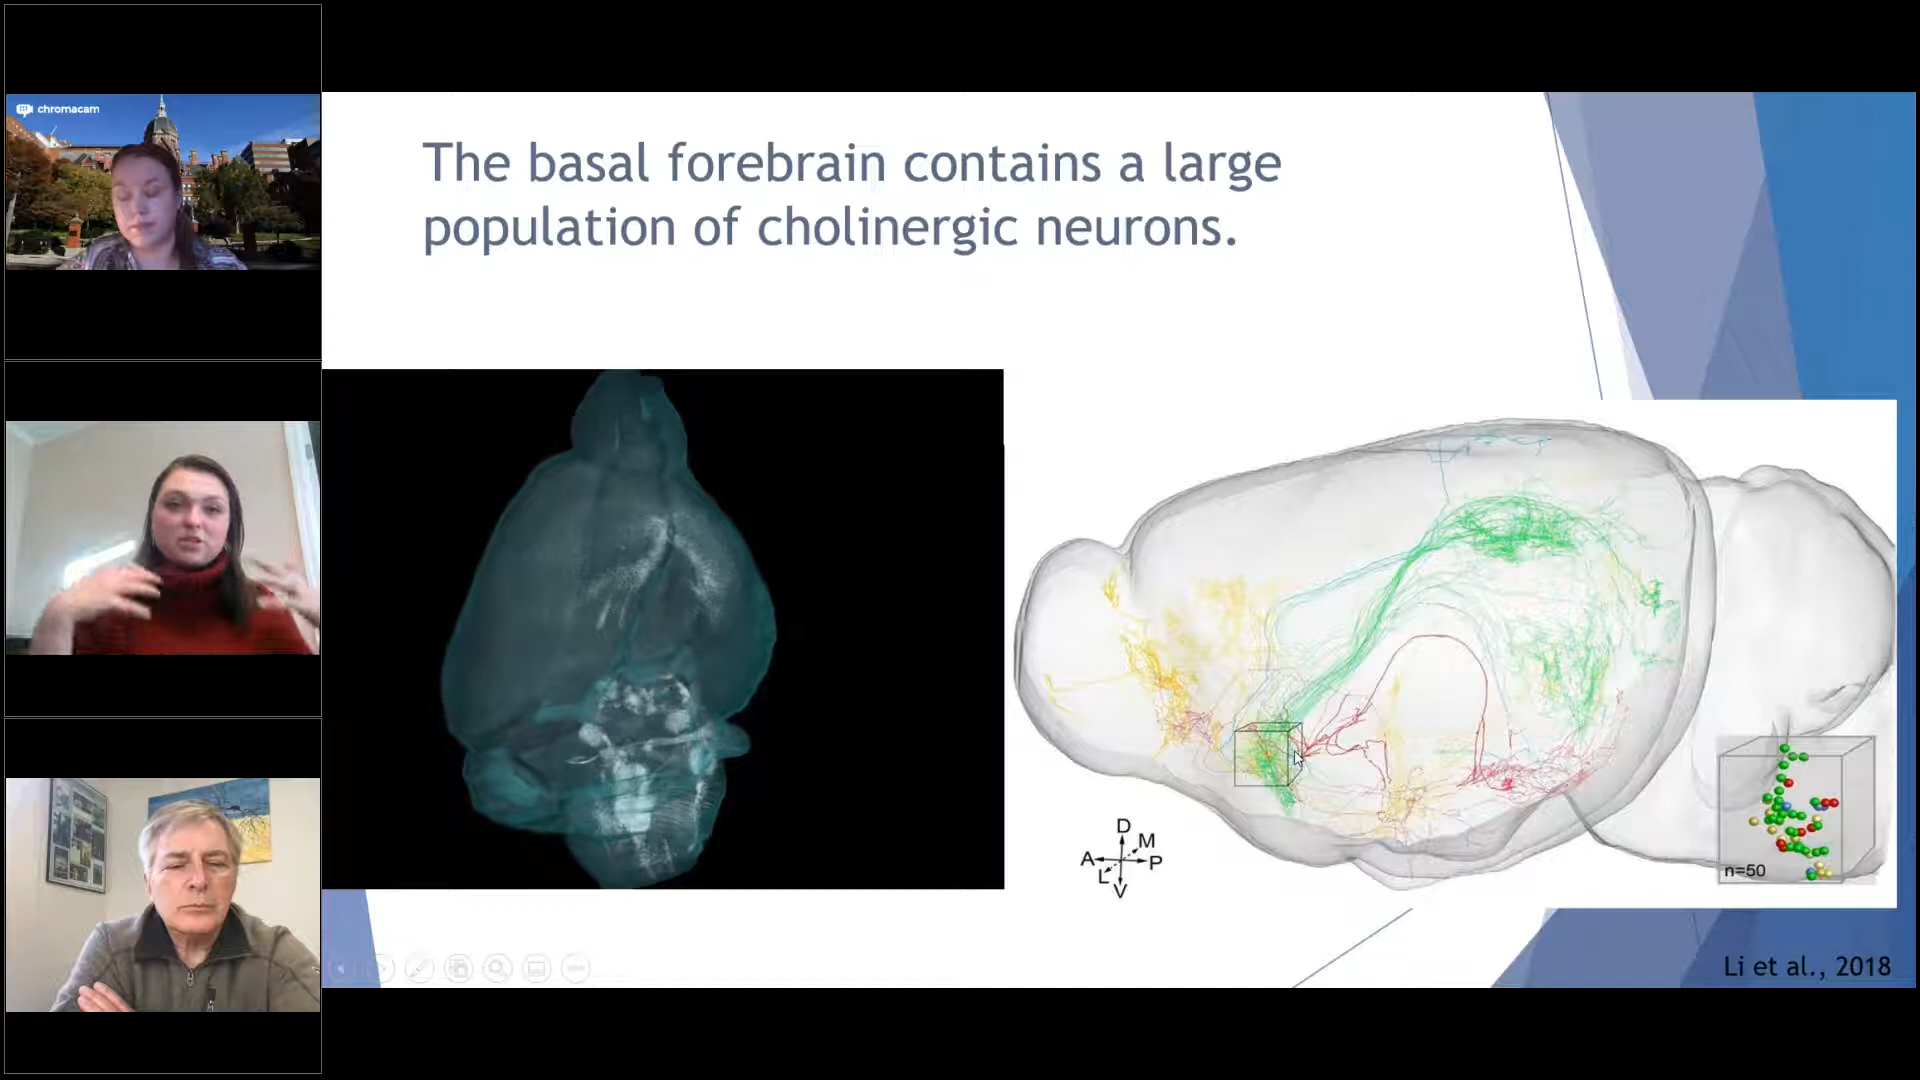 chromacam
The basal forebrain contains a large
population of cholinergic neurons.
D
M
A
P
L
V
n=50
Li et al., 2018